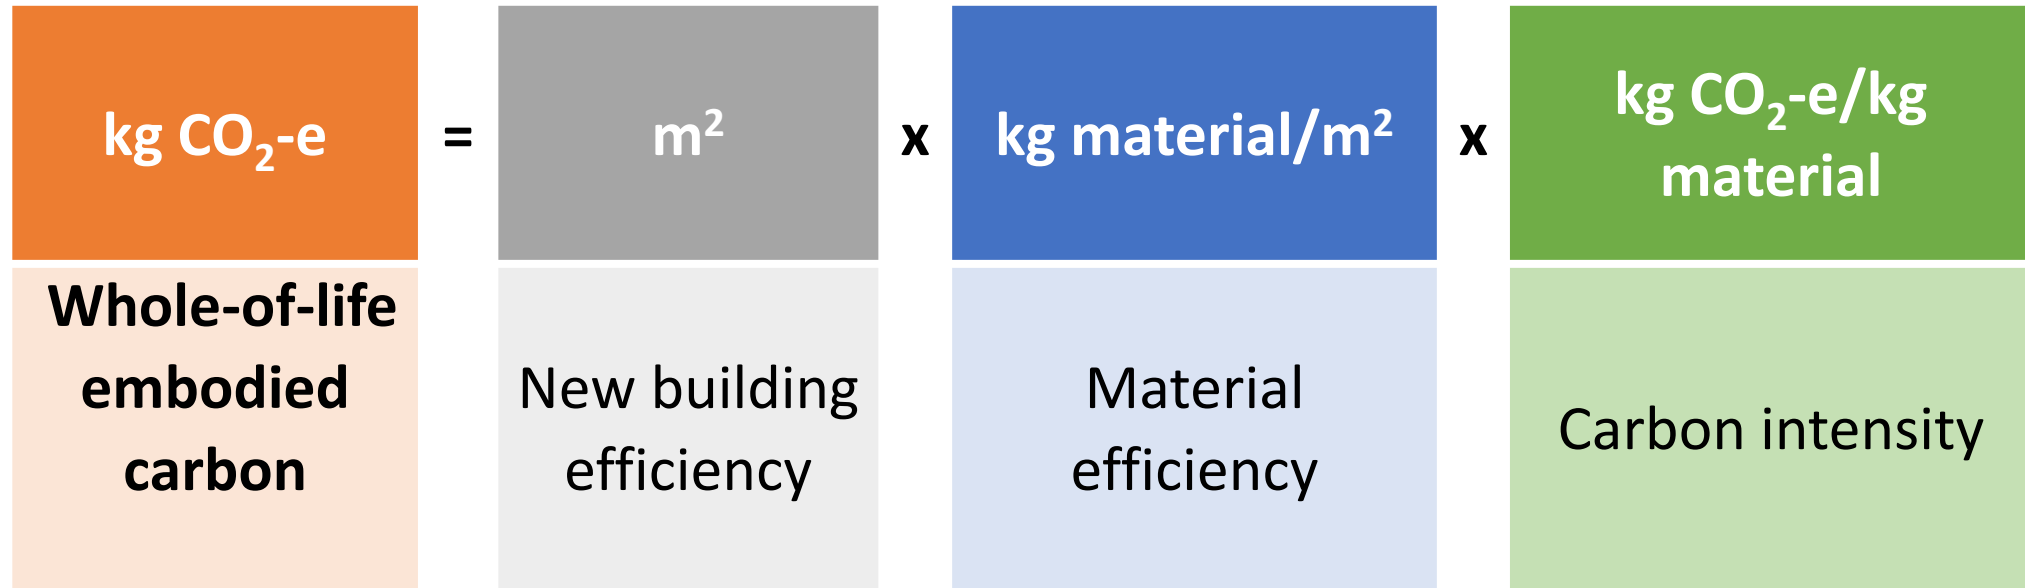 kg CO₂-e = m² x kg material/m² x kg CO₂-e/kg
material
Whole-of-life
embodied
carbon
New building
efficiency
Material
efficiency
Carbon intensity